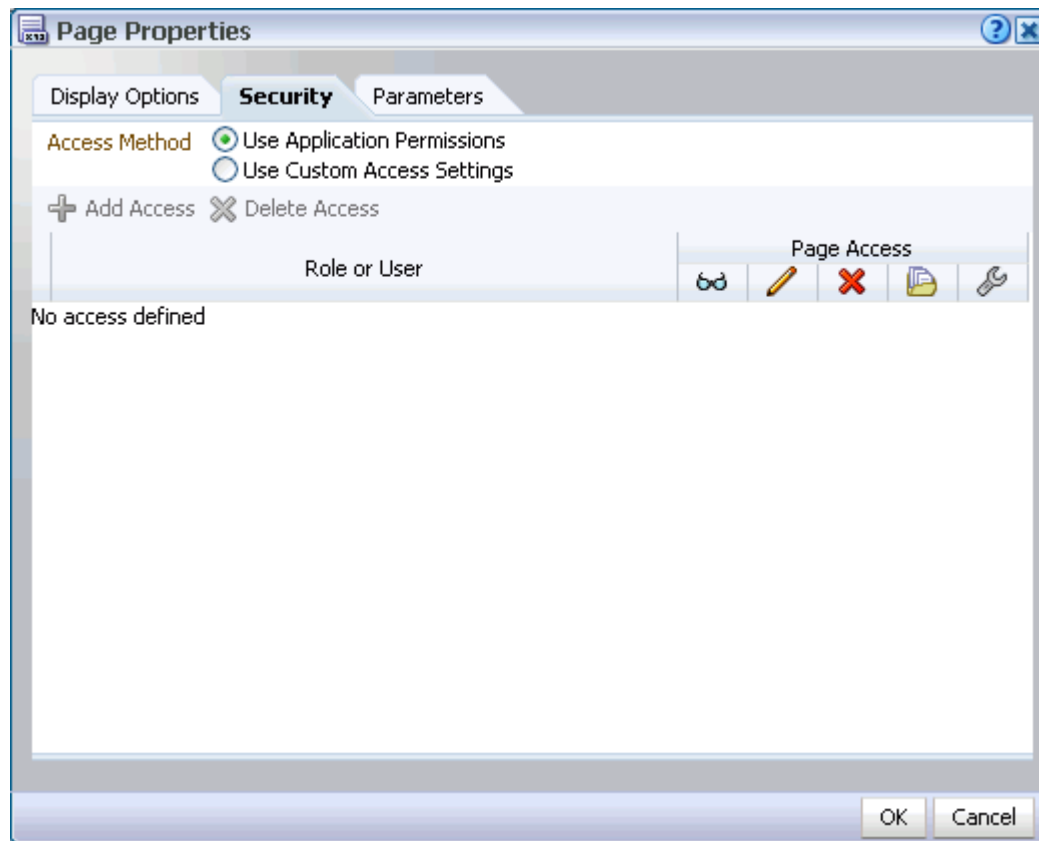 Page Properties
Display Options Security Parameters
Access Method Use Application Permissions
Use Custom Access Settings
Add Access Delete Access
Role or User
Page Access
No access defined
OK Cancel